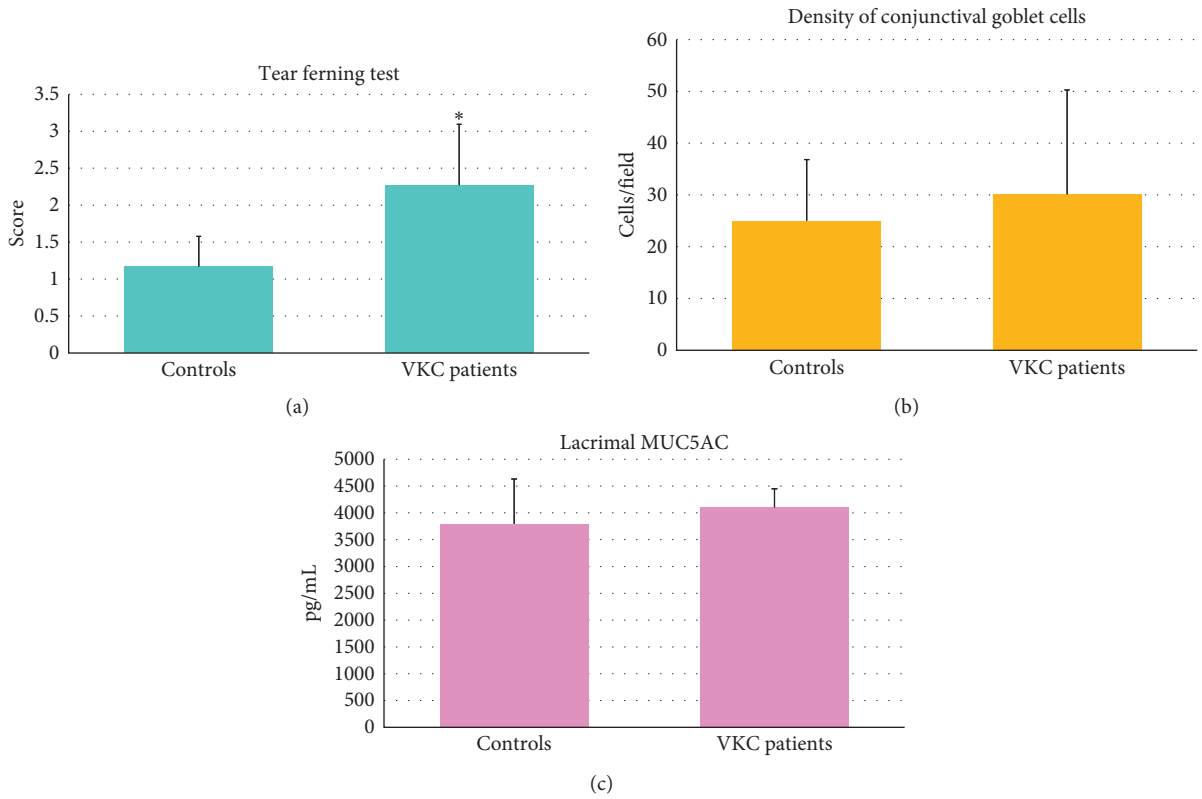 Tear ferning test
3.5
3
2.5
2
1.5
1
0.5
0
Score
*
Controls
VKC patients
(a)
Density of conjunctival goblet cells
60
50
40
30
20
10
0
Cells/field
Controls
VKC patients
(b)
Lacrimal MUC5AC
5000
4500
4000
3500
3000
2500
2000
1500
1000
500
0
pg/mL
Controls
VKC patients
(c)